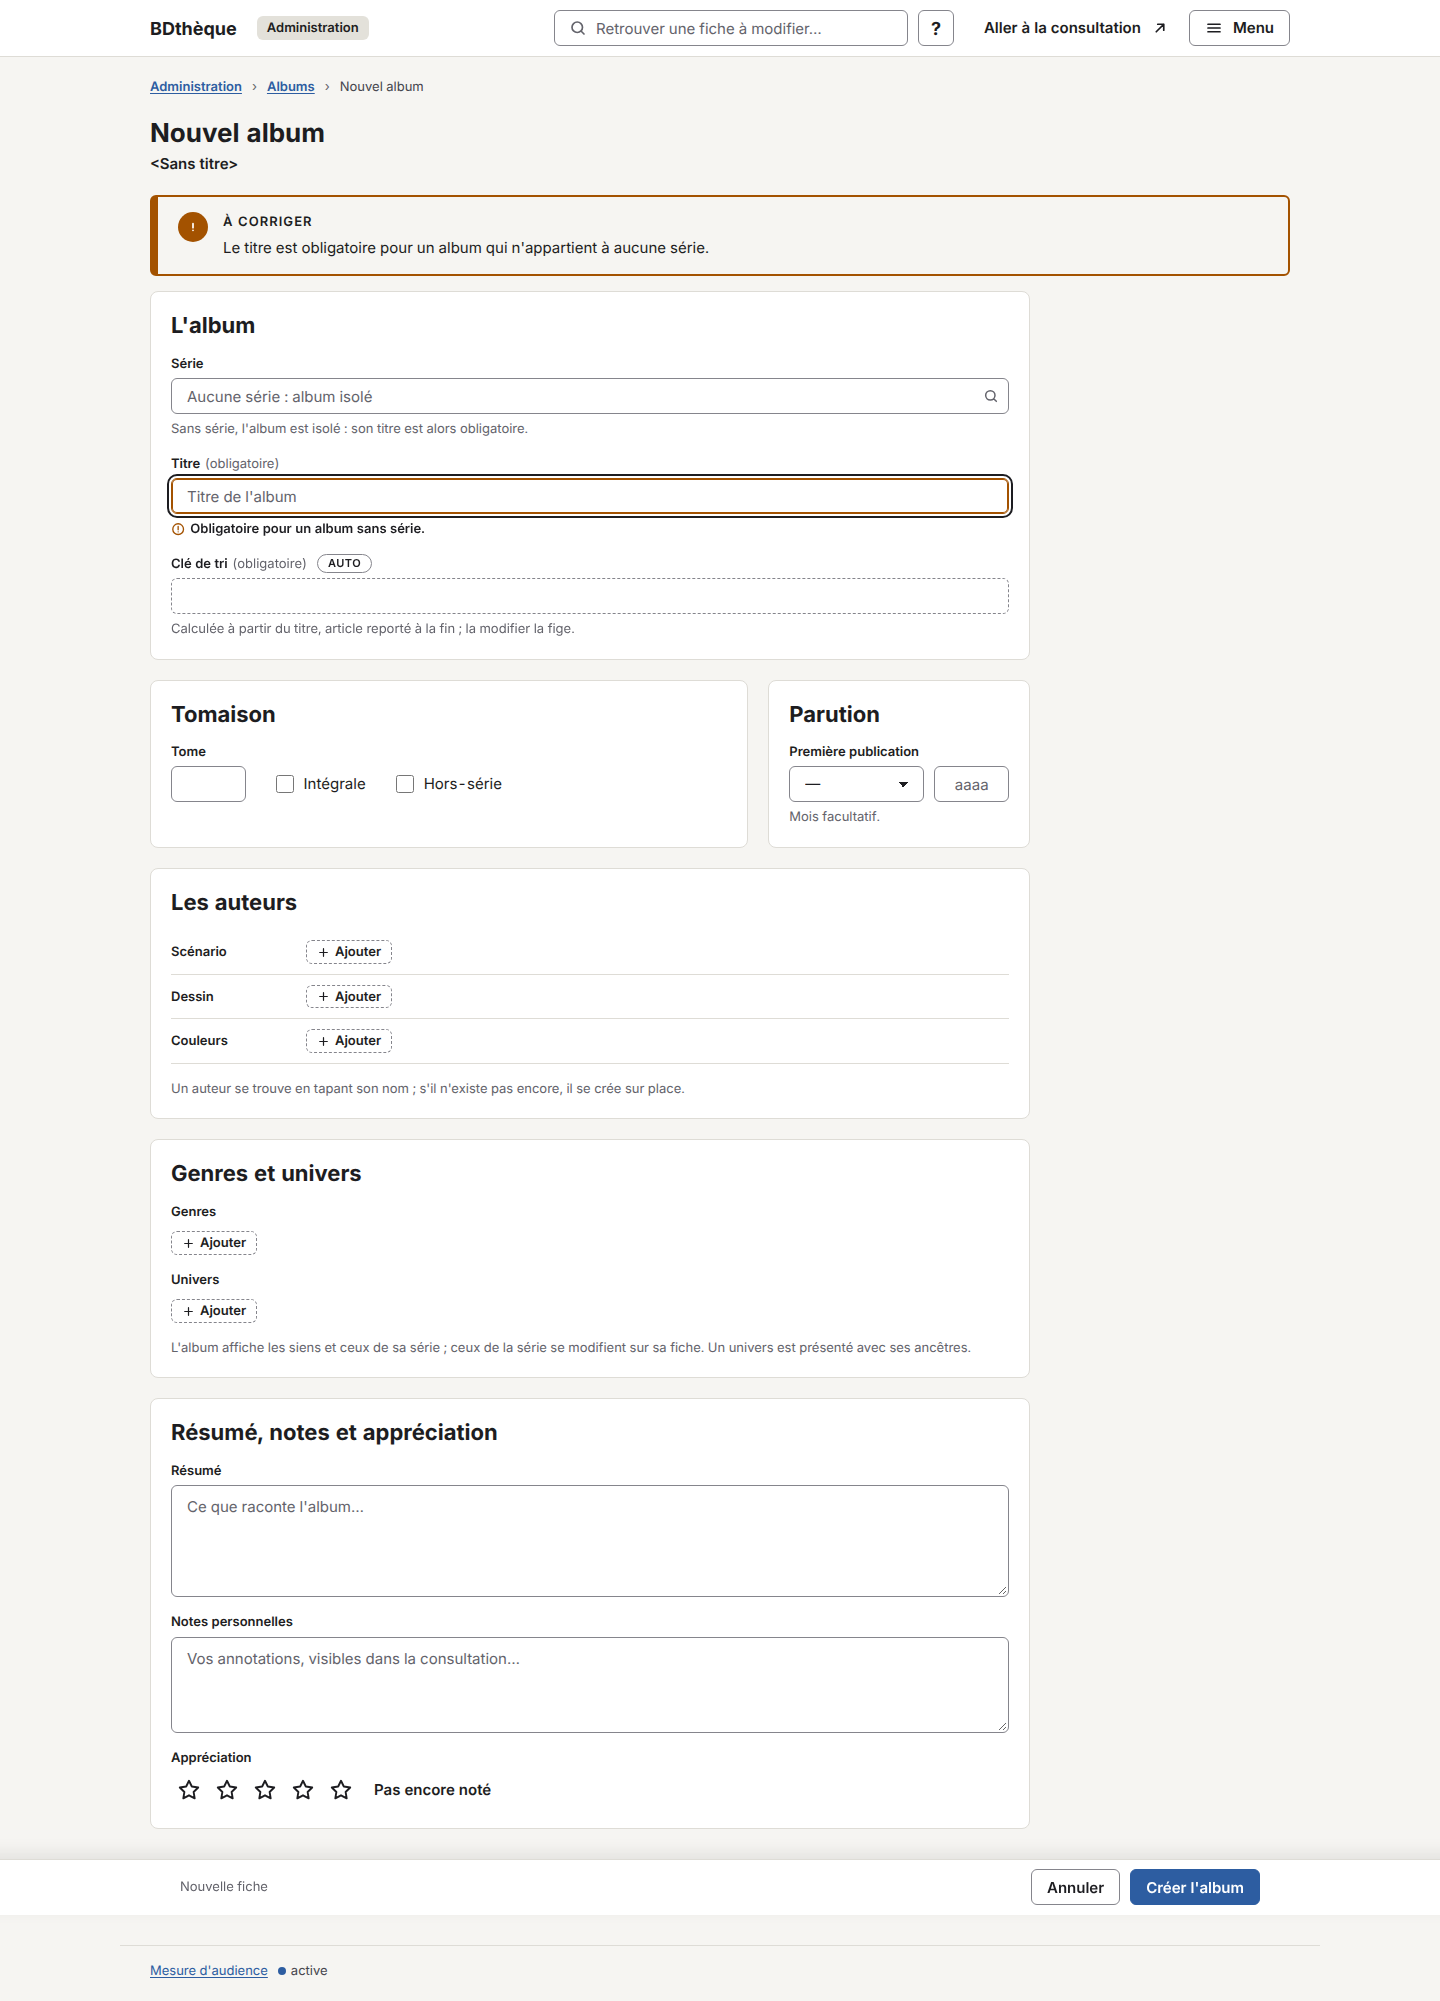 BDthèque
Administration
Retrouver une fiche à modifier...
?
Aller à la consultation
Menu
Administration › Albums › Nouvel album
Nouvel album
<Sans titre>
À CORRIGER
Le titre est obligatoire pour un album qui n'appartient à aucune série.
L'album
Série
Aucune série : album isolé
Sans série, l'album est isolé : son titre est alors obligatoire.
Titre (obligatoire)
Titre de l'album
Obligatoire pour un album sans série.
Clé de tri (obligatoire) AUTO
Calculée à partir du titre, article reporté à la fin ; la modifier la fige.
Tomaison
Tome
Intégrale
Hors-série
Parution
Première publication
—
aaaa
Mois facultatif.
Les auteurs
Scénario
+ Ajouter
Dessin
+ Ajouter
Couleurs
+ Ajouter
Un auteur se trouve en tapant son nom ; s'il n'existe pas encore, il se crée sur place.
Genres et univers
Genres
+ Ajouter
Univers
+ Ajouter
L'album affiche les siens et ceux de sa série ; ceux de la série se modifient sur sa fiche. Un univers est présenté avec ses ancêtres.
Résumé, notes et appréciation
Résumé
Ce que raconte l'album...
Notes personnelles
Vos annotations, visibles dans la consultation...
Appréciation
Pas encore noté
Nouvelle fiche
Annuler
Créer l'album
Mesure d'audience
active